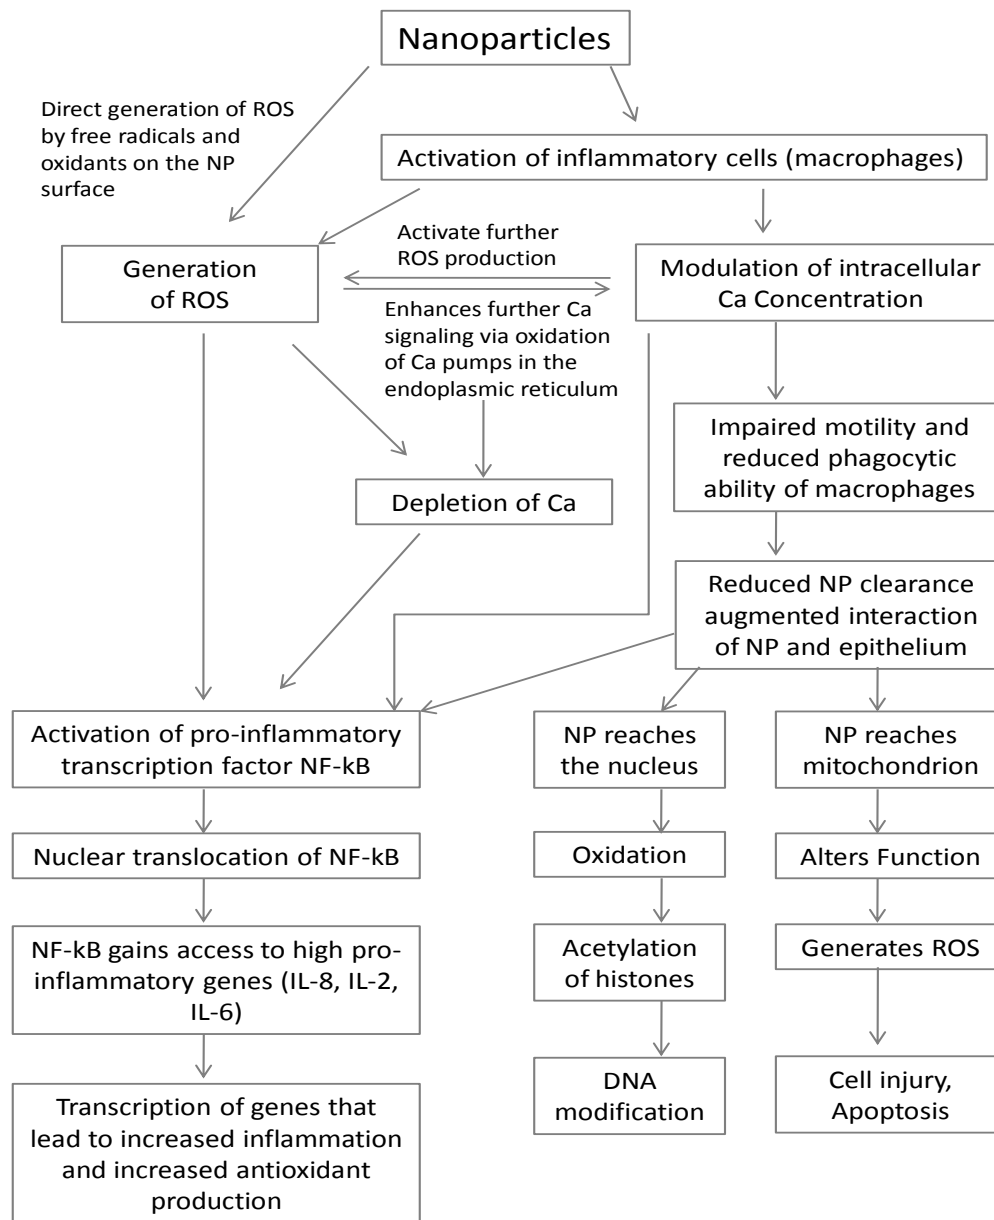 Nanoparticles
Direct generation of ROS
by free radicals and
oxidants on the NP
surface
Activation of inflammatory cells (macrophages)
Generation
of ROS
Activate further
ROS production
Enhances further Ca
signaling via oxidation
of Ca pumps in the
endoplasmic reticulum
Modulation of intracellular
Ca Concentration
Impaired motility and
reduced phagocytic
ability of macrophages
Depletion of Ca
Reduced NP clearance
augmented interaction
of NP and epithelium
Activation of pro-inflammatory
transcription factor NF-kB
Nuclear translocation of NF-kB
NF-kB gains access to high pro-
inflammatory genes (IL-8, IL-2,
IL-6)
Transcription of genes that
lead to increased inflammation
and increased antioxidant
production
NP reaches
the nucleus
Oxidation
Acetylation
of histones
DNA
modification
NP reaches
mitochondrion
Alters Function
Generates ROS
Cell injury,
Apoptosis